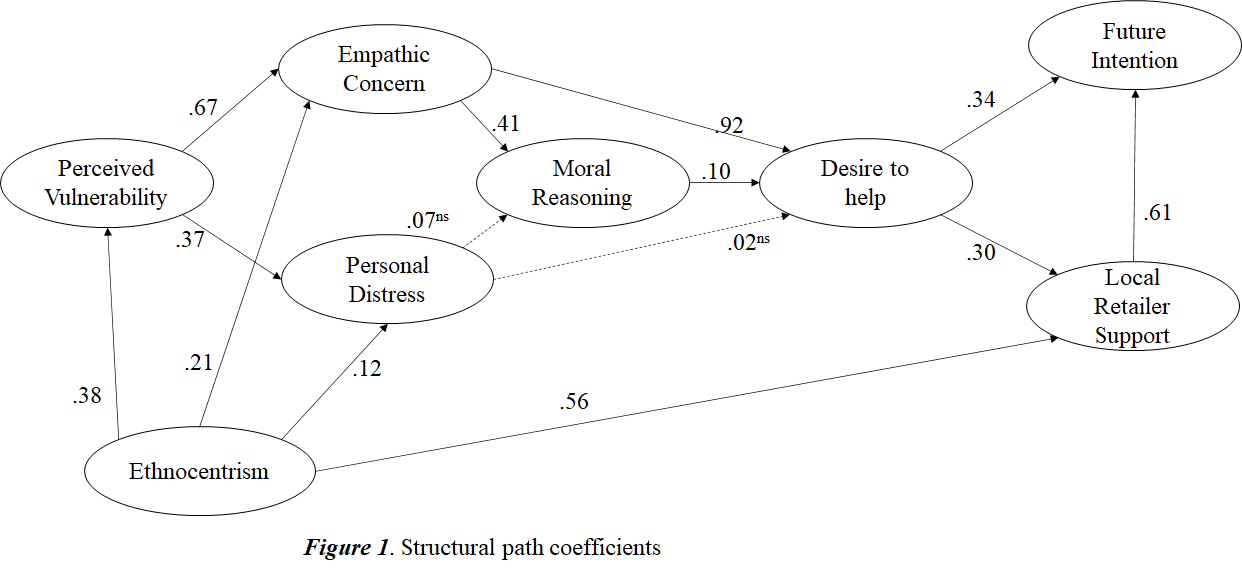 Empathic
Concern
Future
Intention
.67
.41
.92
.34
Perceived
Vulnerability
Moral
Reasoning
.10
Desire to
help
.37
.07ns
.02ns
.61
.30
Personal
Distress
Local
Retailer
Support
.38
.21
.12
.56
Ethnocentrism
Figure 1. Structural path coefficients